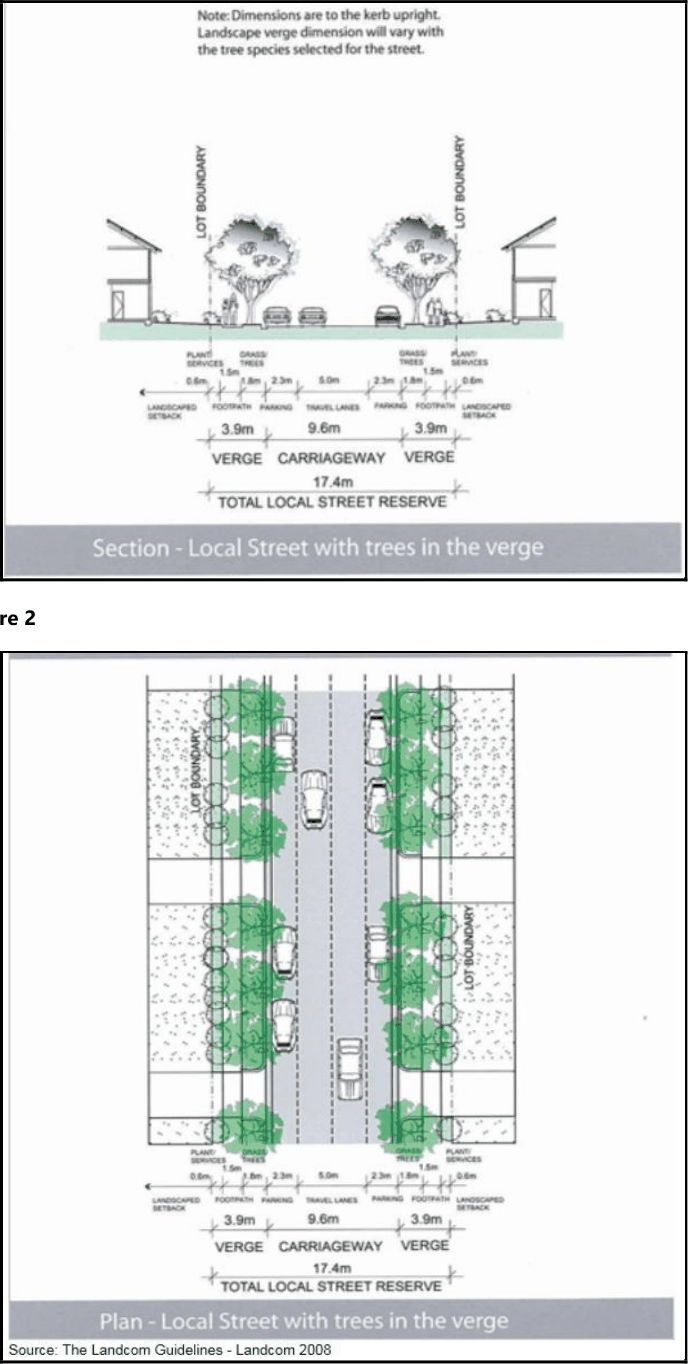 Note: Dimensions are to the kerb upright.
Landscape verge dimension will vary with
the tree species selected for the street.
LOT BOUNDARY
LOT BOUNDARY
PLANT/
SERVICES
GRASS/
TREES
GRASS/
TREES
PLANT/
SERVICES
0.6m 1.5m 1.8m 2.3m 5.0m 2.3m 1.8m 1.5m 0.6m
LANDSCAPED
SETBACK
FOOTPATH PARKING TRAVEL LANES PARKING FOOTPATH
LANDSCAPED
SETBACK
3.9m 9.6m 3.9m
VERGE CARRIAGEWAY VERGE
17.4m
TOTAL LOCAL STREET RESERVE
Section - Local Street with trees in the verge
re 2
LOT BOUNDARY
LOT BOUNDARY
PLANT/
SERVICES
GRASS/
TREES
GRASS/
TREES
PLANT/
SERVICES
0.6m 1.5m 1.8m 2.3m 5.0m 2.3m 1.8m 1.5m 0.6m
LANDSCAPED
SETBACK
FOOTPATH PARKING TRAVEL LANES PARKING FOOTPATH
LANDSCAPED
SETBACK
3.9m 9.6m 3.9m
VERGE CARRIAGEWAY VERGE
17.4m
TOTAL LOCAL STREET RESERVE
Plan - Local Street with trees in the verge
Source: The Landcom Guidelines - Landcom 2008